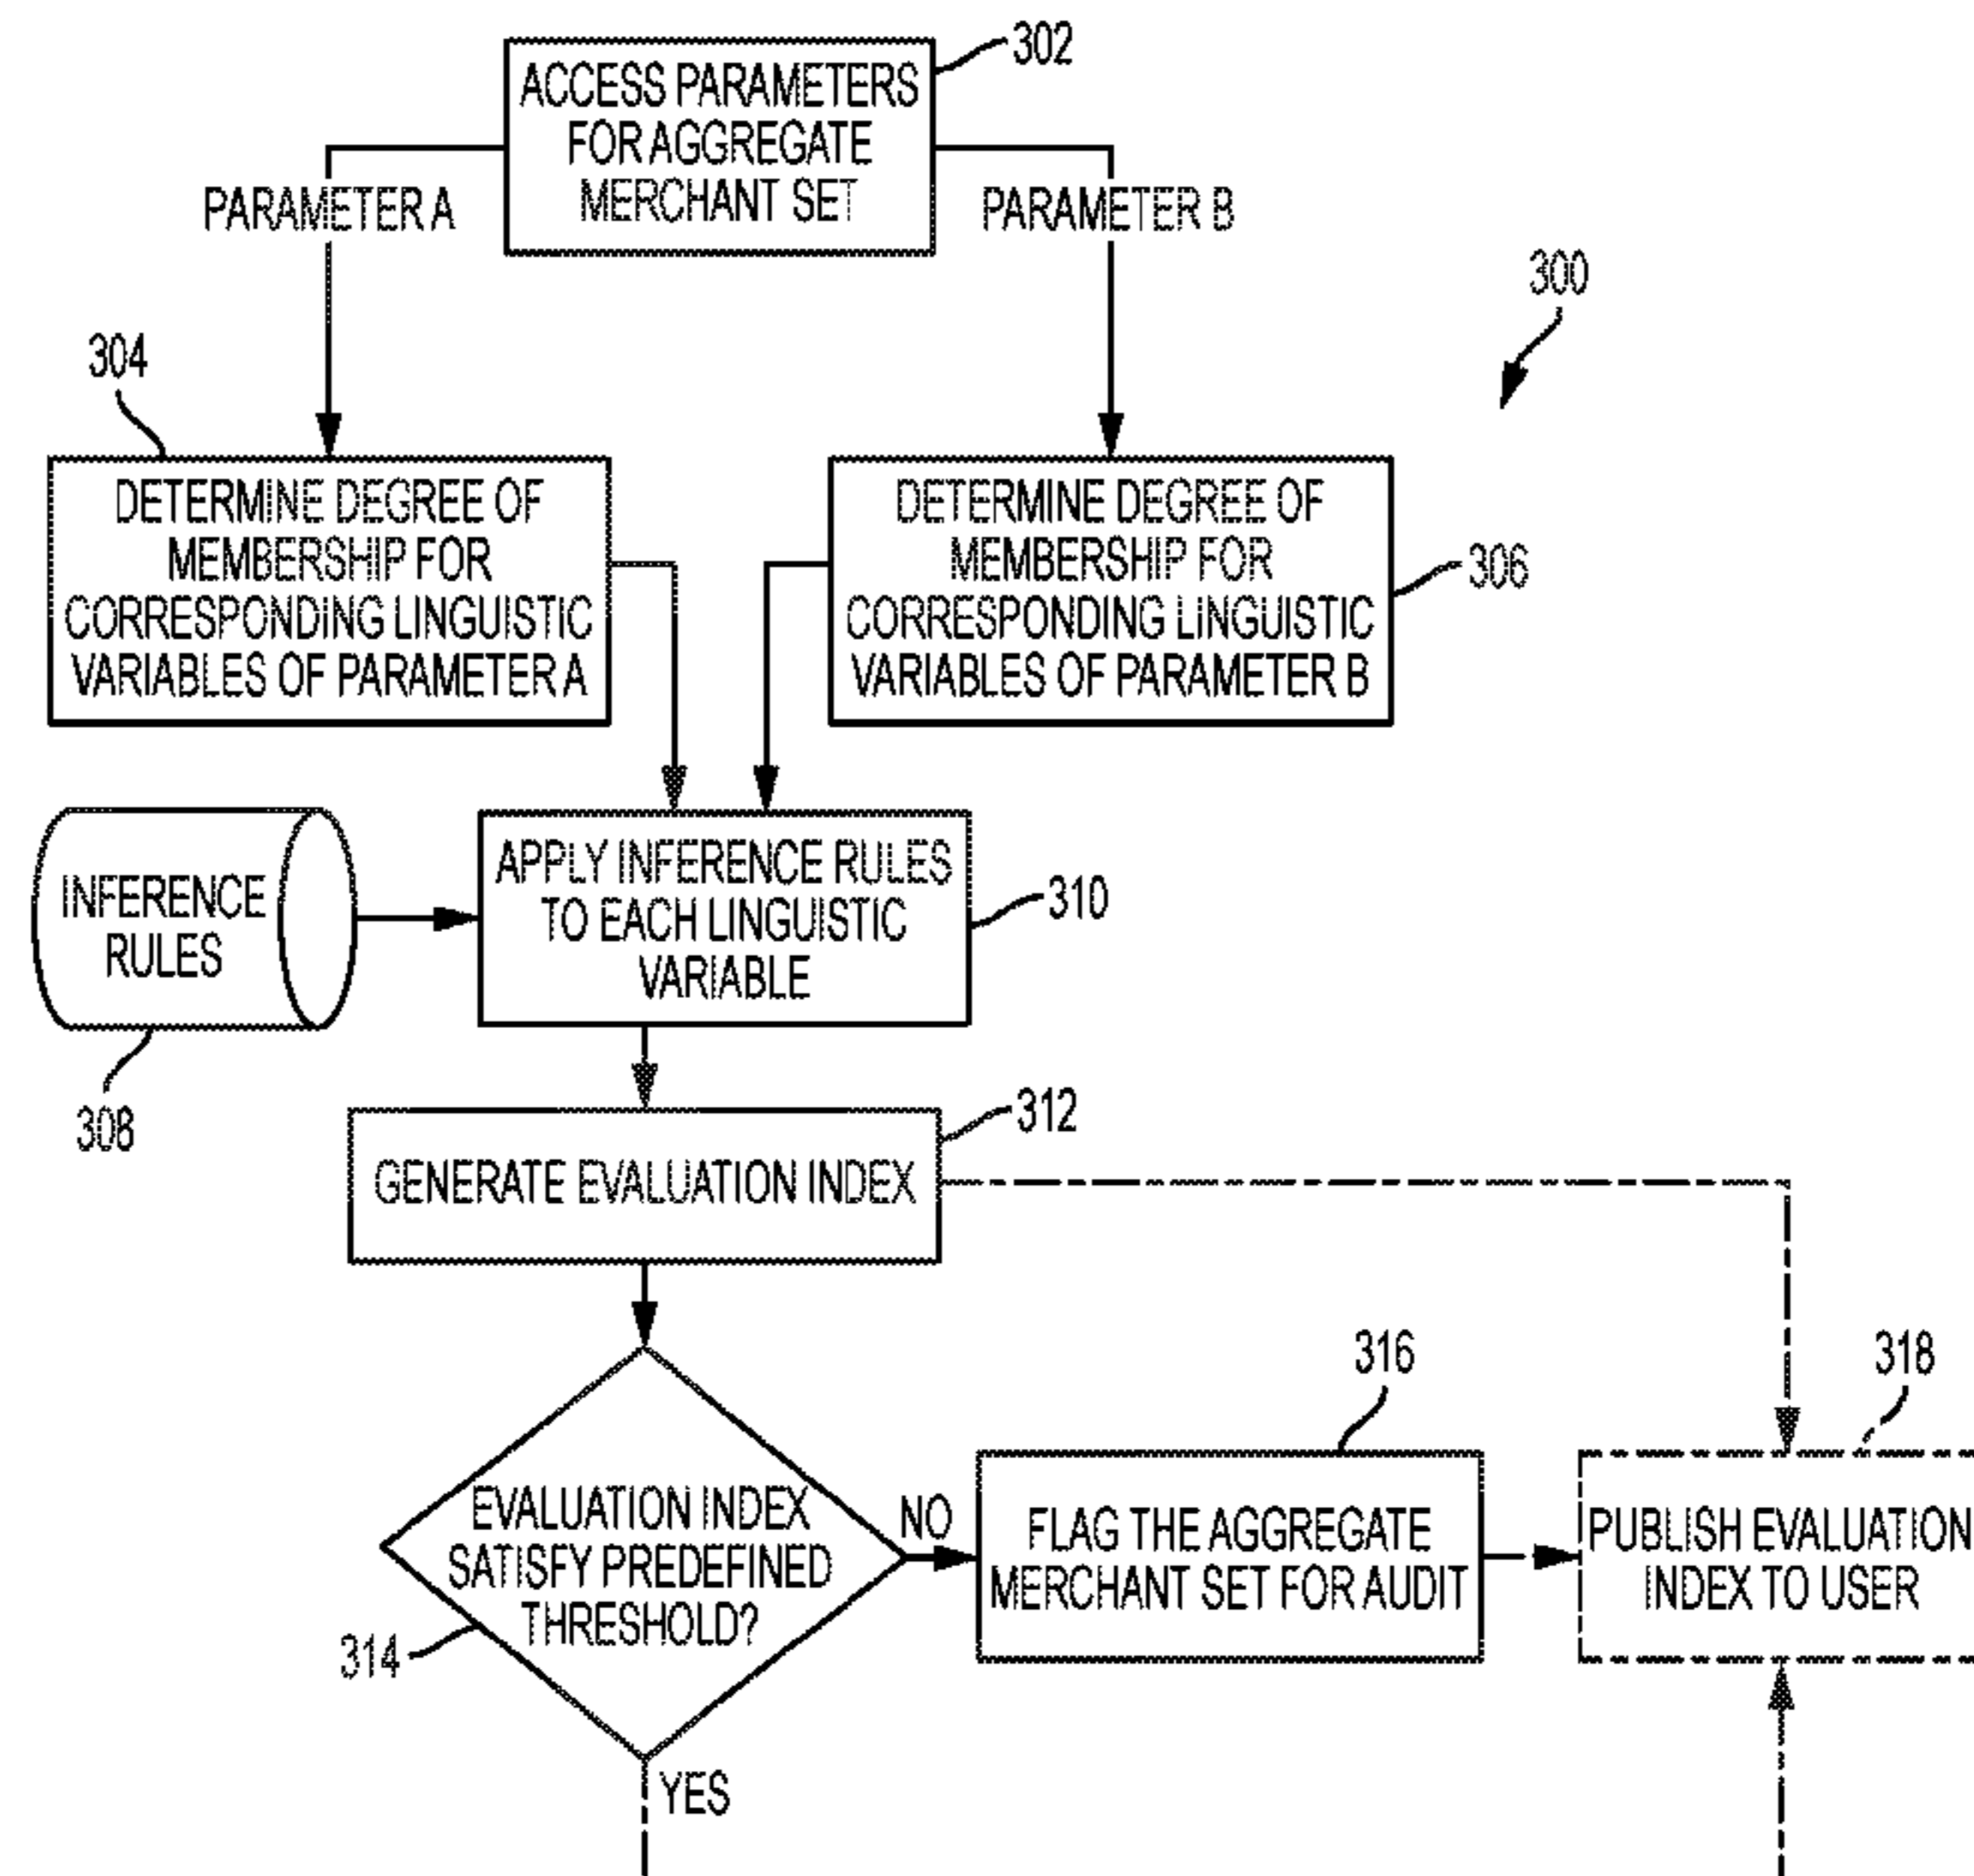 302
ACCESS PARAMETERS
FOR AGGREGATE
MERCHANT SET
PARAMETER A
PARAMETER B
300
304
DETERMINE DEGREE OF
MEMBERSHIP FOR
CORRESPONDING LINGUISTIC
VARIABLES OF PARAMETER A
DETERMINE DEGREE OF
MEMBERSHIP FOR
CORRESPONDING LINGUISTIC
VARIABLES OF PARAMETER B
306
INFERENCE
RULES
308
APPLY INFERENCE RULES
TO EACH LINGUISTIC
VARIABLE
310
312
GENERATE EVALUATION INDEX
EVALUATION INDEX
SATISFY PREDEFINED
THRESHOLD?
314
NO
YES
316
FLAG THE AGGREGATE
MERCHANT SET FOR AUDIT
318
PUBLISH EVALUATION
INDEX TO USER